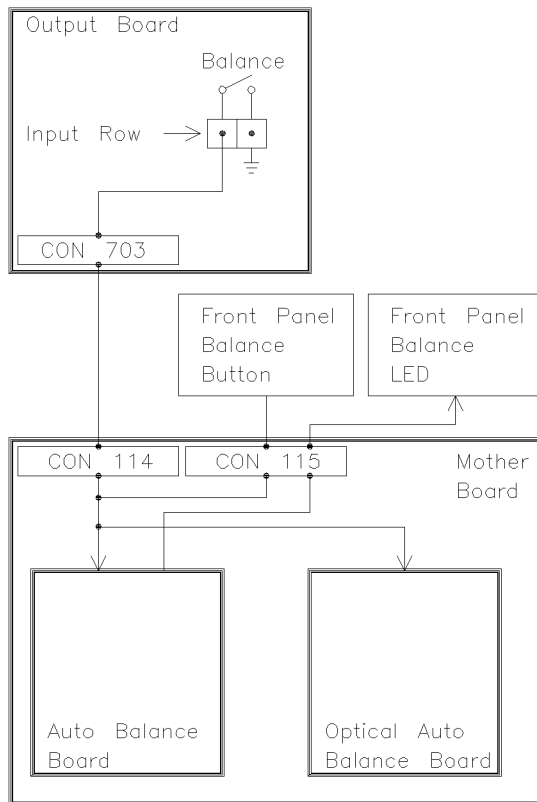 Output Board
Balance
Input Row
CON 703
Front Panel
Balance
Button
Front Panel
Balance
LED
CON 114
CON 115
Mother
Board
Auto Balance
Board
Optical Auto
Balance Board